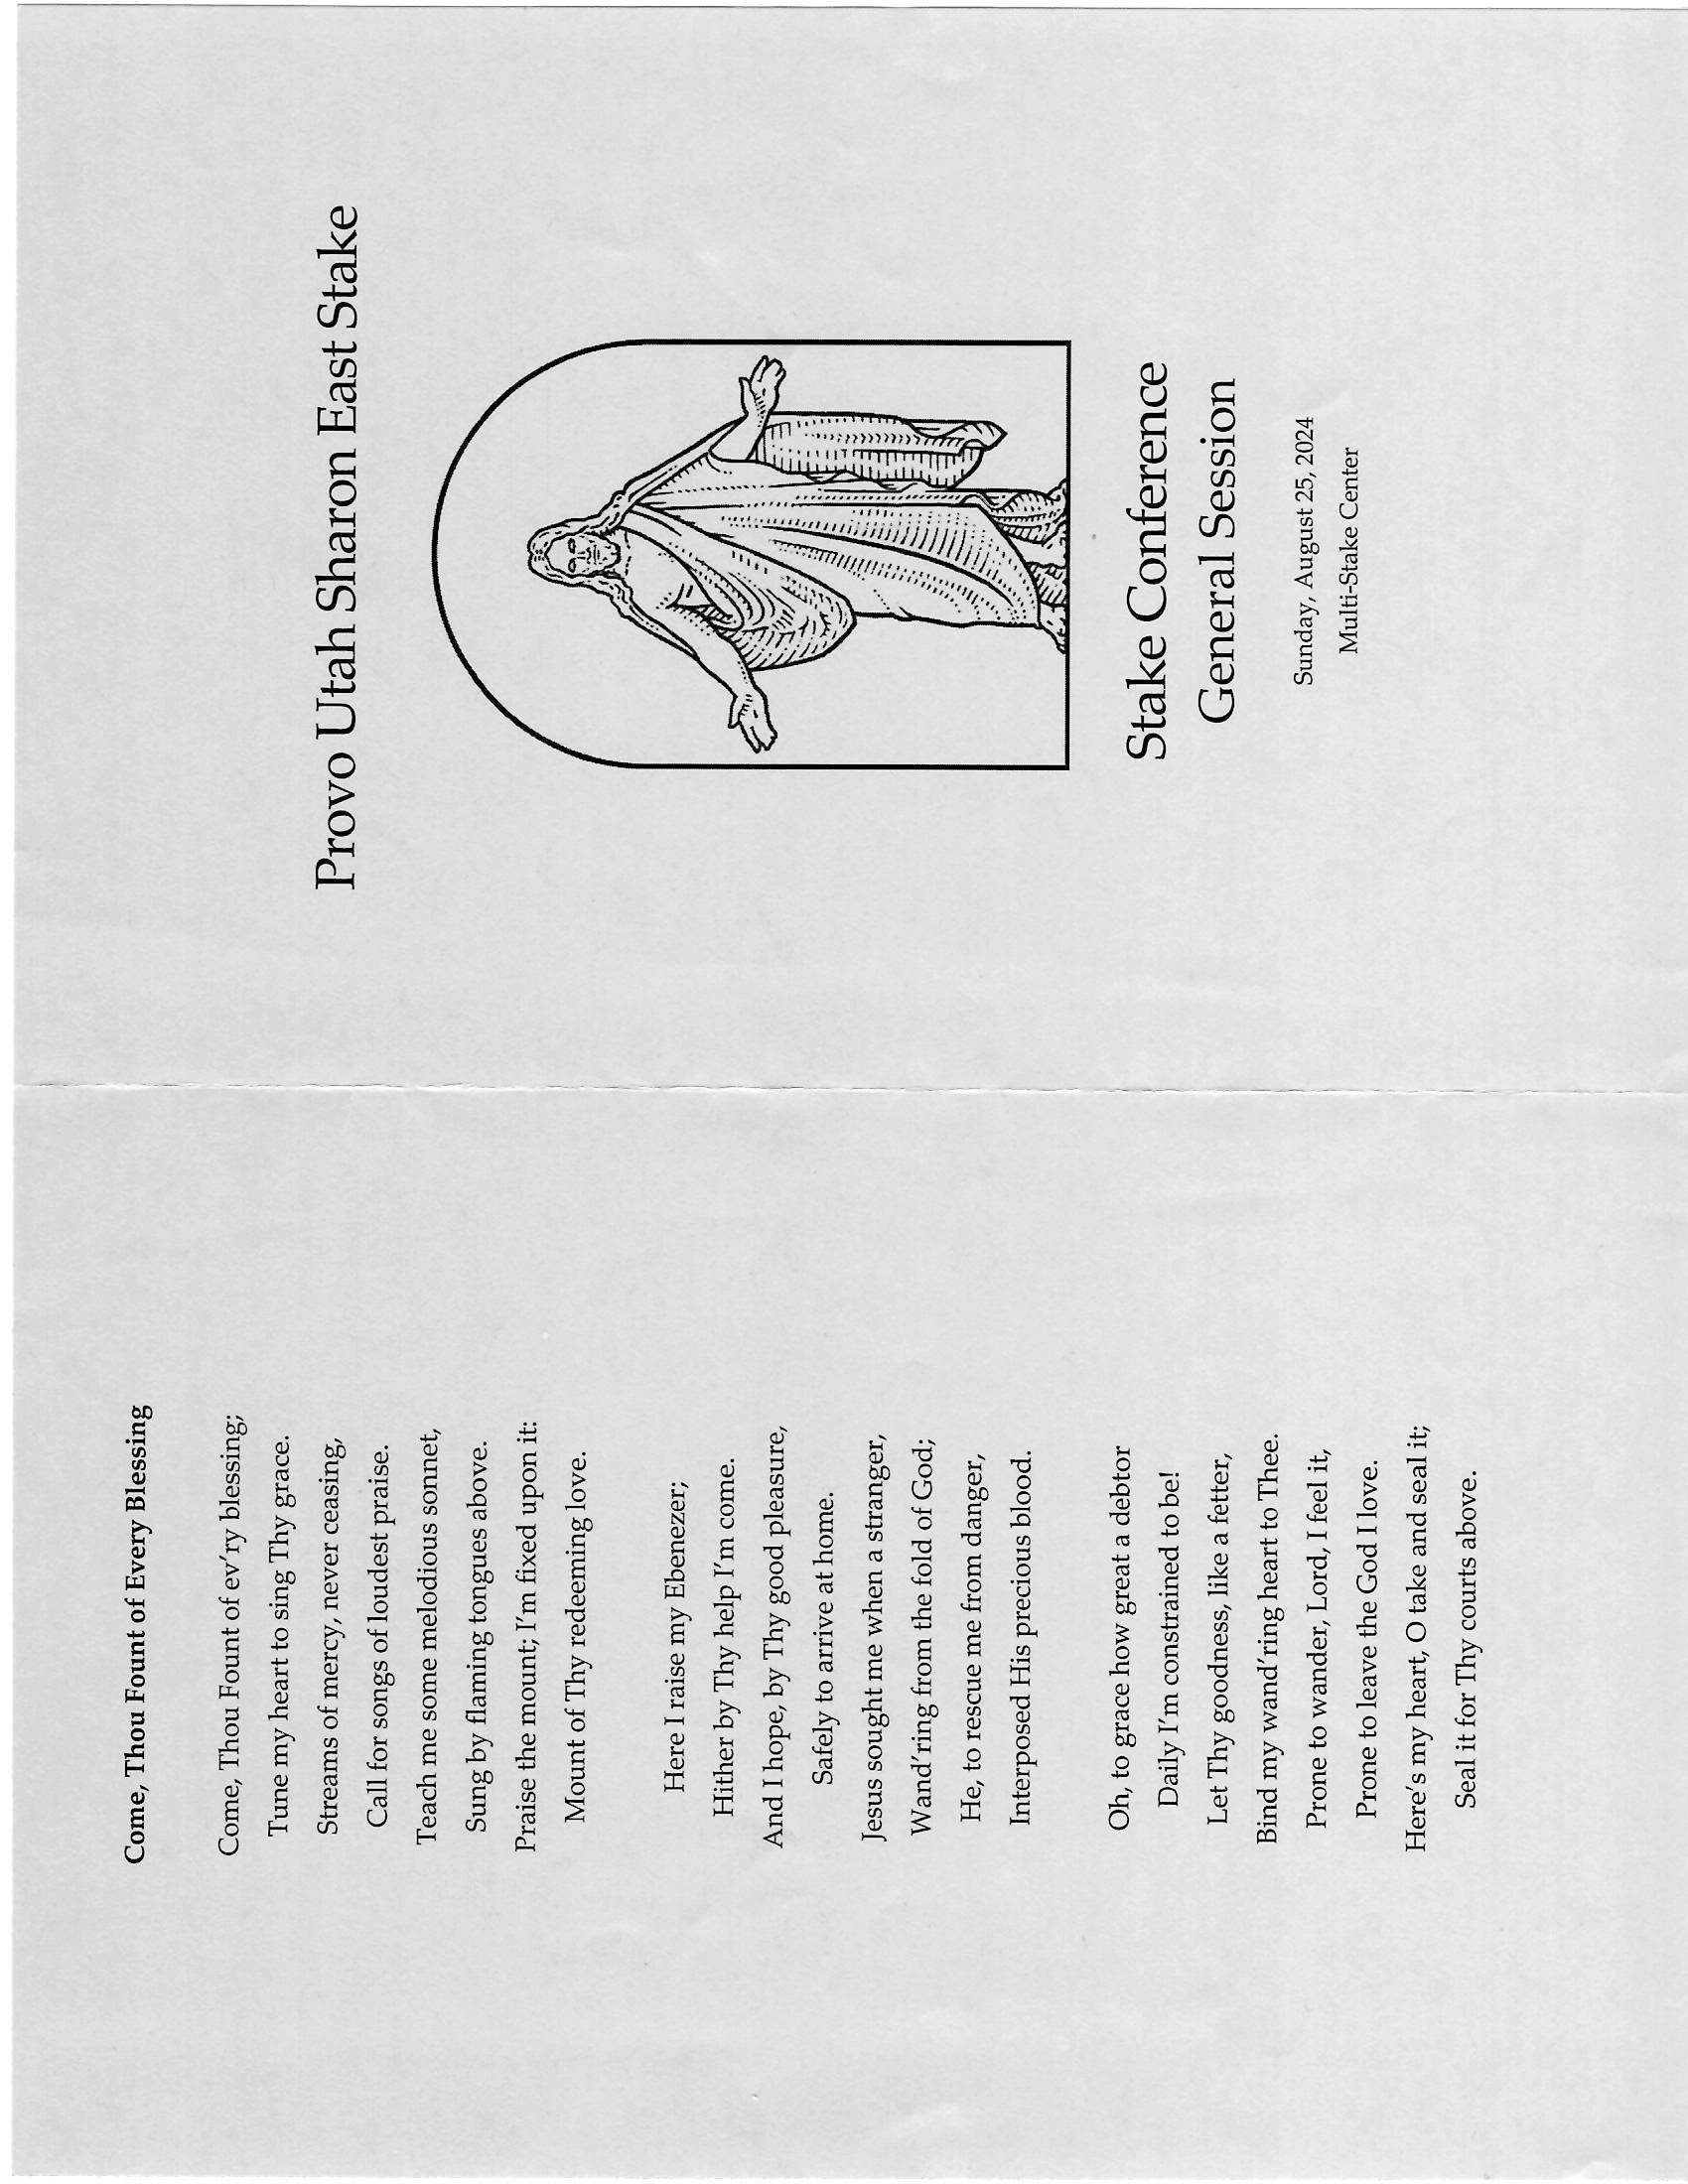 Come, Thou Fount of Every Blessing
Come, Thou Fount of ev'ry blessing;
Tune my heart to sing Thy grace.
Streams of mercy, never ceasing,
Call for songs of loudest praise.
Teach me some melodious sonnet,
Sung by flaming tongues above.
Praise the mount; I'm fixed upon it:
Mount of Thy redeeming love.
Here I raise my Ebenezer;
Hither by Thy help I'm come.
And I hope, by Thy good pleasure,
Safely to arrive at home.
Jesus sought me when a stranger,
Wand'ring from the fold of God;
He, to rescue me from danger,
Interposed His precious blood.
Oh, to grace how great a debtor
Daily I'm constrained to be!
Let Thy goodness, like a fetter,
Bind my wand'ring heart to Thee.
Prone to wander, Lord, I feel it,
Prone to leave the God I love.
Here's my heart, O take and seal it;
Seal it for Thy courts above.
Provo Utah Sharon East Stake
Stake Conference
General Session
Sunday, August 25, 2024
Multi-Stake Center